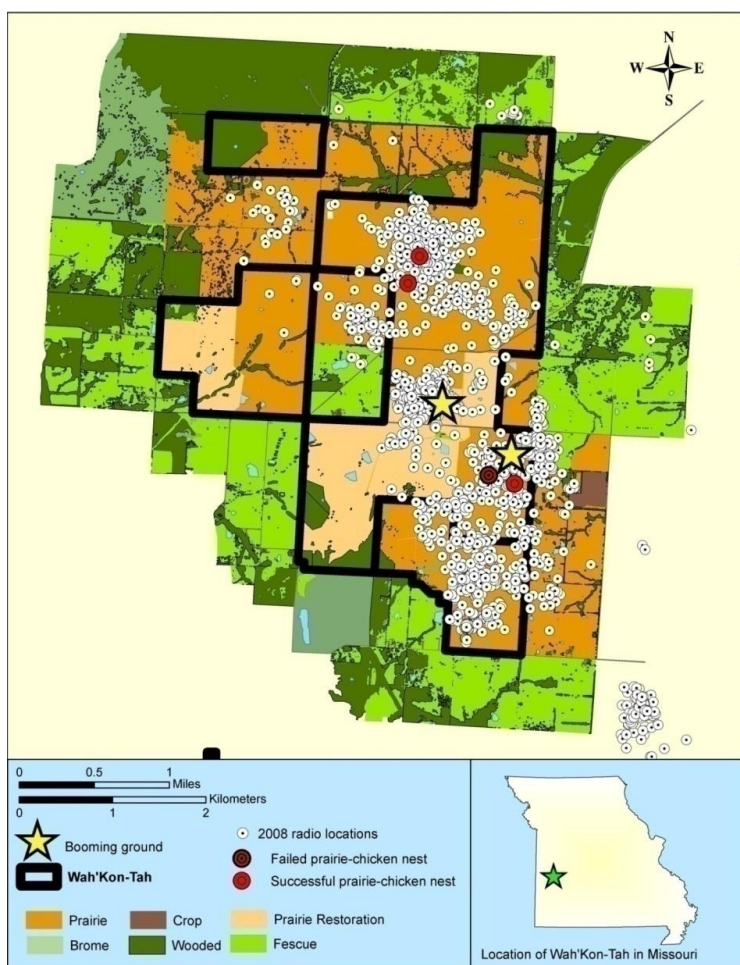 N
W E
S
0 0.5 1
Miles
Kilometers
0 1 2
Booming ground
Wah'Kon-Tah
2008 radio locations
Failed prairie-chicken nest
Successful prairie-chicken nest
Prairie
Crop
Prairie Restoration
Brome
Wooded
Fescue
Location of Wah'Kon-Tah in Missouri